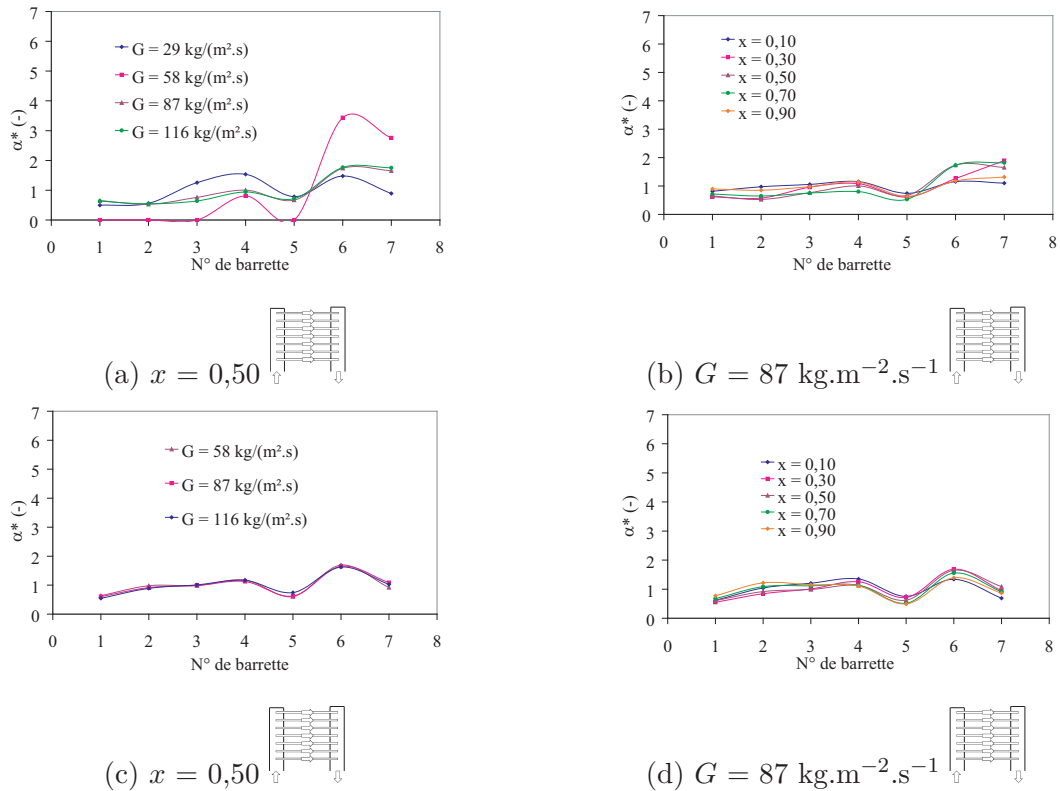 7
6
5
4
3
2
1
0
α* (-)
G = 29 kg/(m².s)
G = 58 kg/(m².s)
G = 87 kg/(m².s)
G = 116 kg/(m².s)
0 1 2 3 4 5 6 7 8
N° de barrette
(a) x = 0,50
7
6
5
4
3
2
1
0
α* (-)
x = 0,10
x = 0,30
x = 0,50
x = 0,70
x = 0,90
0 1 2 3 4 5 6 7 8
N° de barrette
(b) G = 87 kg.m⁻².s⁻¹
7
6
5
4
3
2
1
0
α* (-)
G = 58 kg/(m².s)
G = 87 kg/(m².s)
G = 116 kg/(m².s)
0 1 2 3 4 5 6 7 8
N° de barrette
(c) x = 0,50
7
6
5
4
3
2
1
0
α* (-)
x = 0,10
x = 0,30
x = 0,50
x = 0,70
x = 0,90
0 1 2 3 4 5 6 7 8
N° de barrette
(d) G = 87 kg.m⁻².s⁻¹